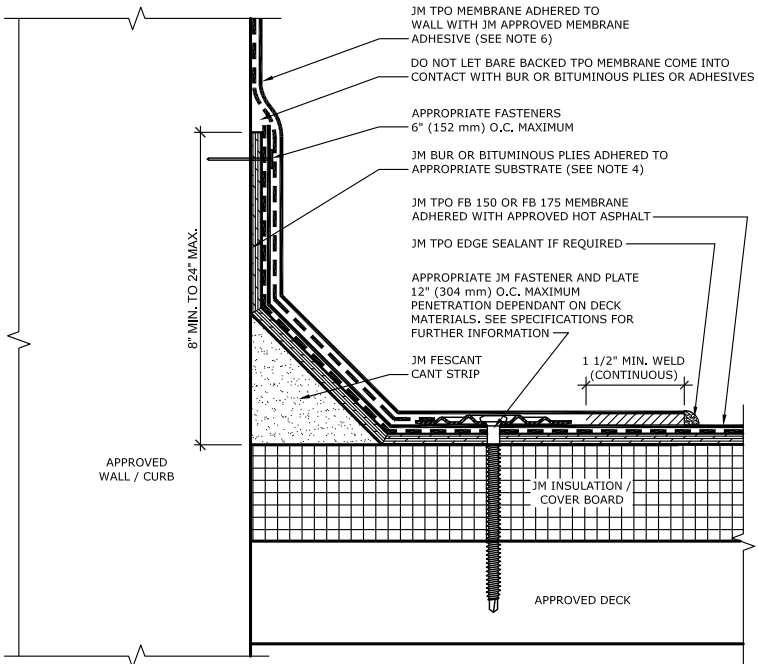 JM TPO MEMBRANE ADHERED TO
WALL WITH JM APPROVED MEMBRANE
ADHESIVE (SEE NOTE 6)
DO NOT LET BARE BACKED TPO MEMBRANE COME INTO
CONTACT WITH BUR OR BITUMINOUS PLIES OR ADHESIVES
APPROPRIATE FASTENERS
6" (152 mm) O.C. MAXIMUM
JM BUR OR BITUMINOUS PLIES ADHERED TO
APPROPRIATE SUBSTRATE (SEE NOTE 4)
JM TPO FB 150 OR FB 175 MEMBRANE
ADHERED WITH APPROVED HOT ASPHALT
JM TPO EDGE SEALANT IF REQUIRED
APPROPRIATE JM FASTENER AND PLATE
12" (304 mm) O.C. MAXIMUM
PENETRATION DEPENDANT ON DECK
MATERIALS. SEE SPECIFICATIONS FOR
FURTHER INFORMATION
8" MIN. TO 24" MAX.
JM FESCANT
CANT STRIP
1 1/2" MIN. WELD
(CONTINUOUS)
APPROVED
WALL / CURB
JM INSULATION /
COVER BOARD
APPROVED DECK